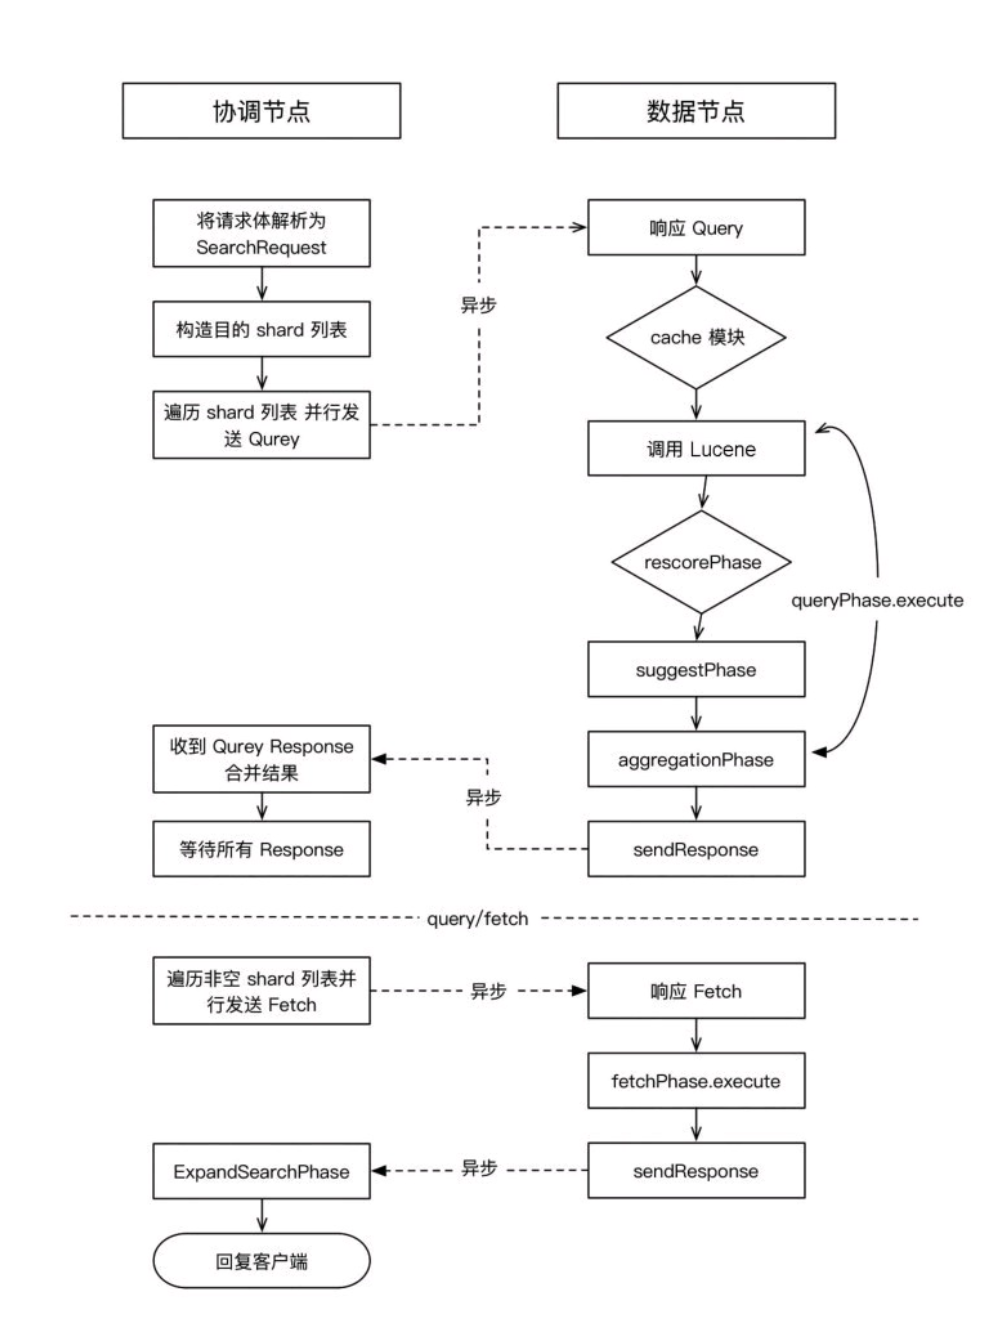 协调节点
数据节点
将请求体解析为
SearchRequest
构造目的 shard 列表
遍历 shard 列表 并行发
送 Qurey
异步
响应 Query
cache 模块
调用 Lucene
rescorePhase
queryPhase.execute
suggestPhase
aggregationPhase
sendResponse
异步
收到 Qurey Response
合并结果
等待所有 Response
query/fetch
遍历非空 shard 列表并
行发送 Fetch
异步
响应 Fetch
fetchPhase.execute
sendResponse
异步
ExpandSearchPhase
回复客户端